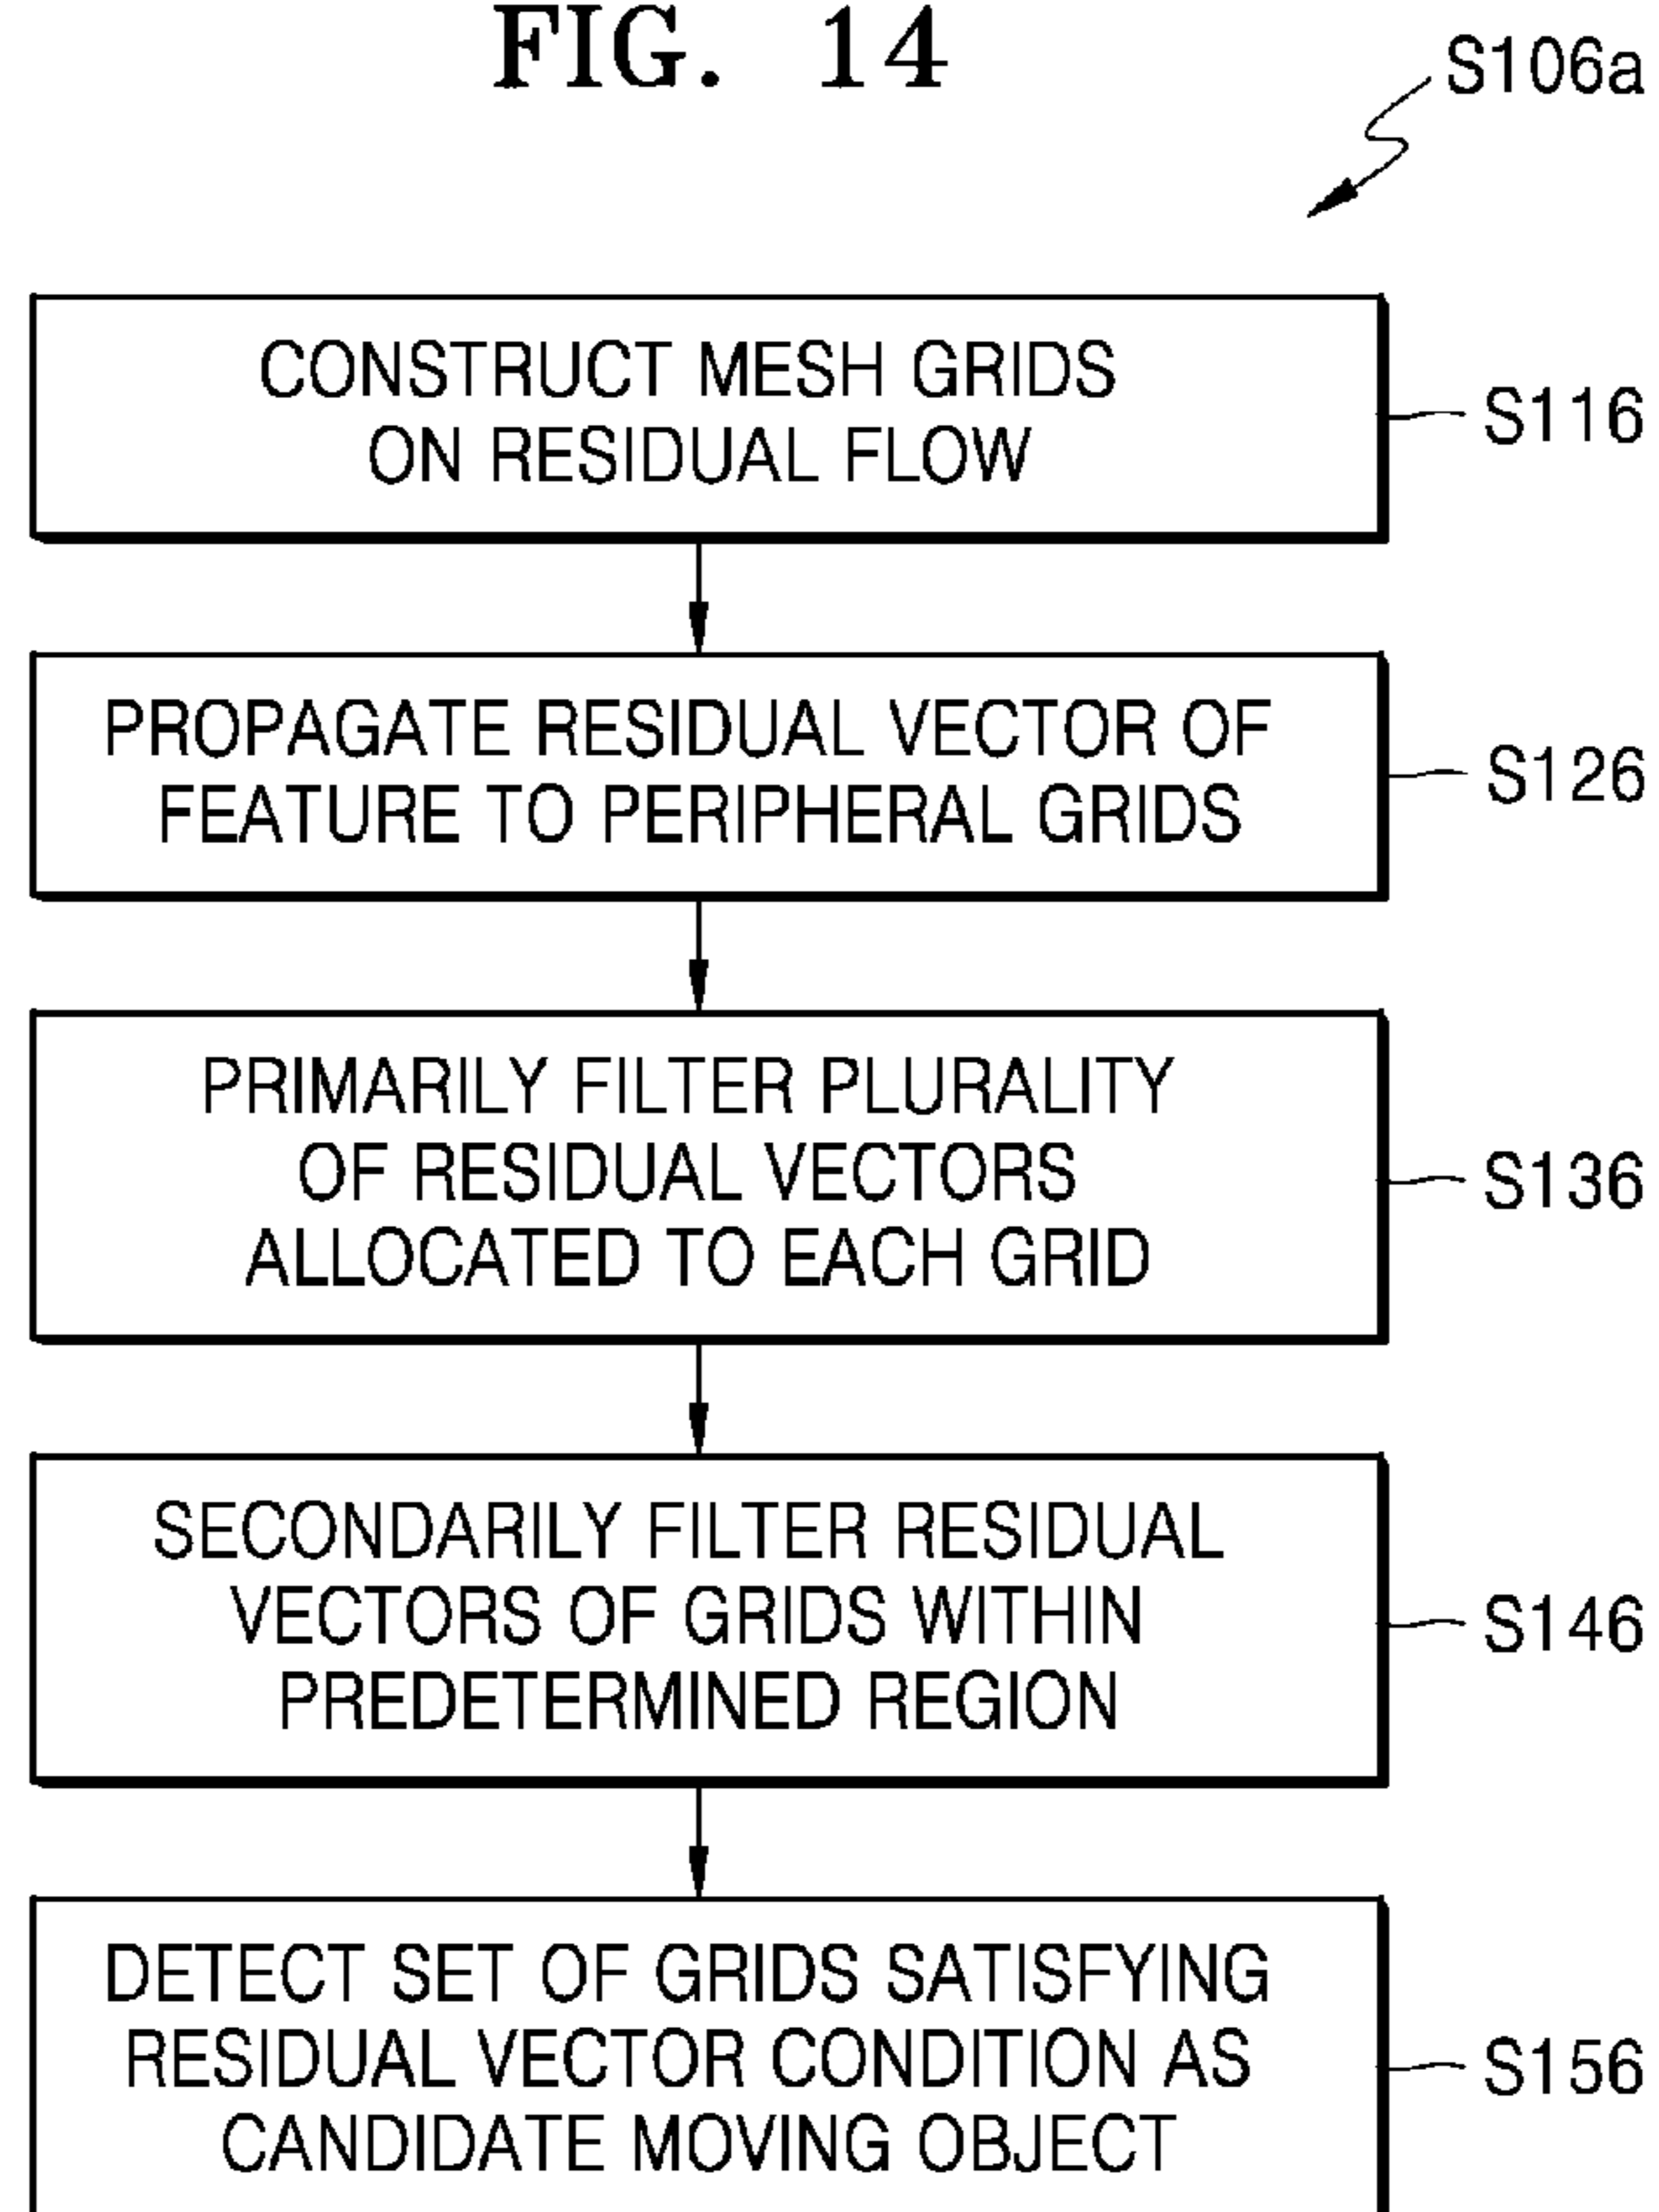 FIG. 14
S106a
CONSTRUCT MESH GRIDS
ON RESIDUAL FLOW
S116
PROPAGATE RESIDUAL VECTOR OF
FEATURE TO PERIPHERAL GRIDS
S126
PRIMARILY FILTER PLURALITY
OF RESIDUAL VECTORS
ALLOCATED TO EACH GRID
S136
SECONDARILY FILTER RESIDUAL
VECTORS OF GRIDS WITHIN
PREDETERMINED REGION
S146
DETECT SET OF GRIDS SATISFYING
RESIDUAL VECTOR CONDITION AS
CANDIDATE MOVING OBJECT
S156